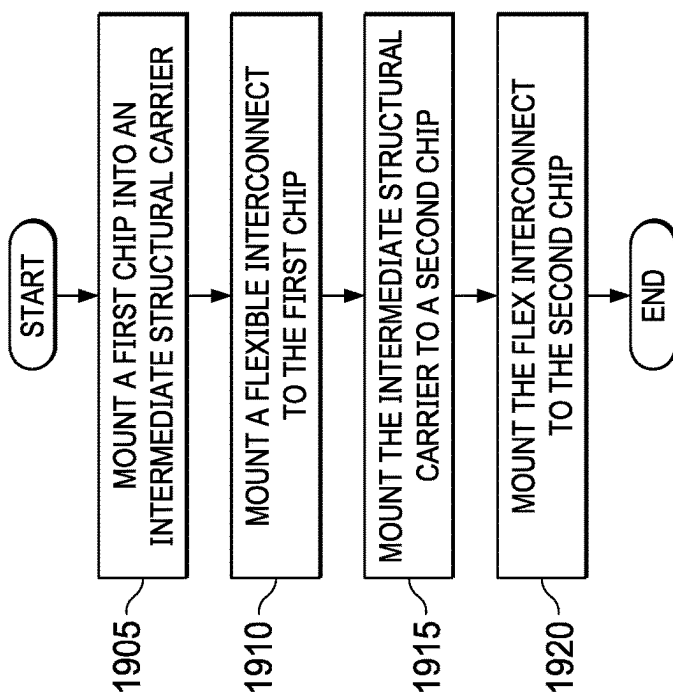 START
1905
MOUNT A FIRST CHIP INTO AN
INTERMEDIATE STRUCTURAL CARRIER
1910
MOUNT A FLEXIBLE INTERCONNECT
TO THE FIRST CHIP
1915
MOUNT THE INTERMEDIATE STRUCTURAL
CARRIER TO A SECOND CHIP
1920
MOUNT THE FLEX INTERCONNECT
TO THE SECOND CHIP
END